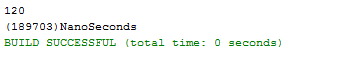 120
(189703)NanoSeconds
BUILD SUCCESSFUL (total time: 0 seconds)